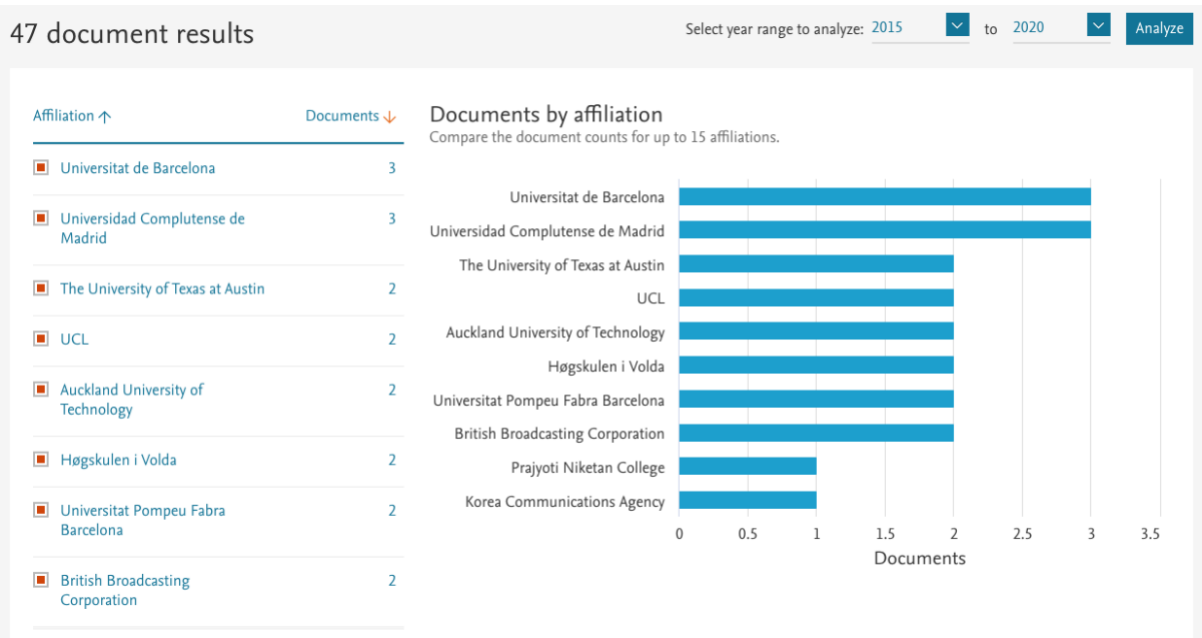 47 document results
Select year range to analyze: 2015 to 2020 Analyze
Affiliation ↑ Documents ↓
Universitat de Barcelona 3
Universidad Complutense de 3
Madrid
The University of Texas at Austin 2
UCL 2
Auckland University of 2
Technology
Høgskulen i Volda 2
Universitat Pompeu Fabra 2
Barcelona
British Broadcasting 2
Corporation
Documents by affiliation
Compare the document counts for up to 15 affiliations.
Universitat de Barcelona
Universidad Complutense de Madrid
The University of Texas at Austin
UCL
Auckland University of Technology
Høgskulen i Volda
Universitat Pompeu Fabra Barcelona
British Broadcasting Corporation
Prajyoti Niketan College
Korea Communications Agency
0 0.5 1 1.5 2 2.5 3 3.5
Documents